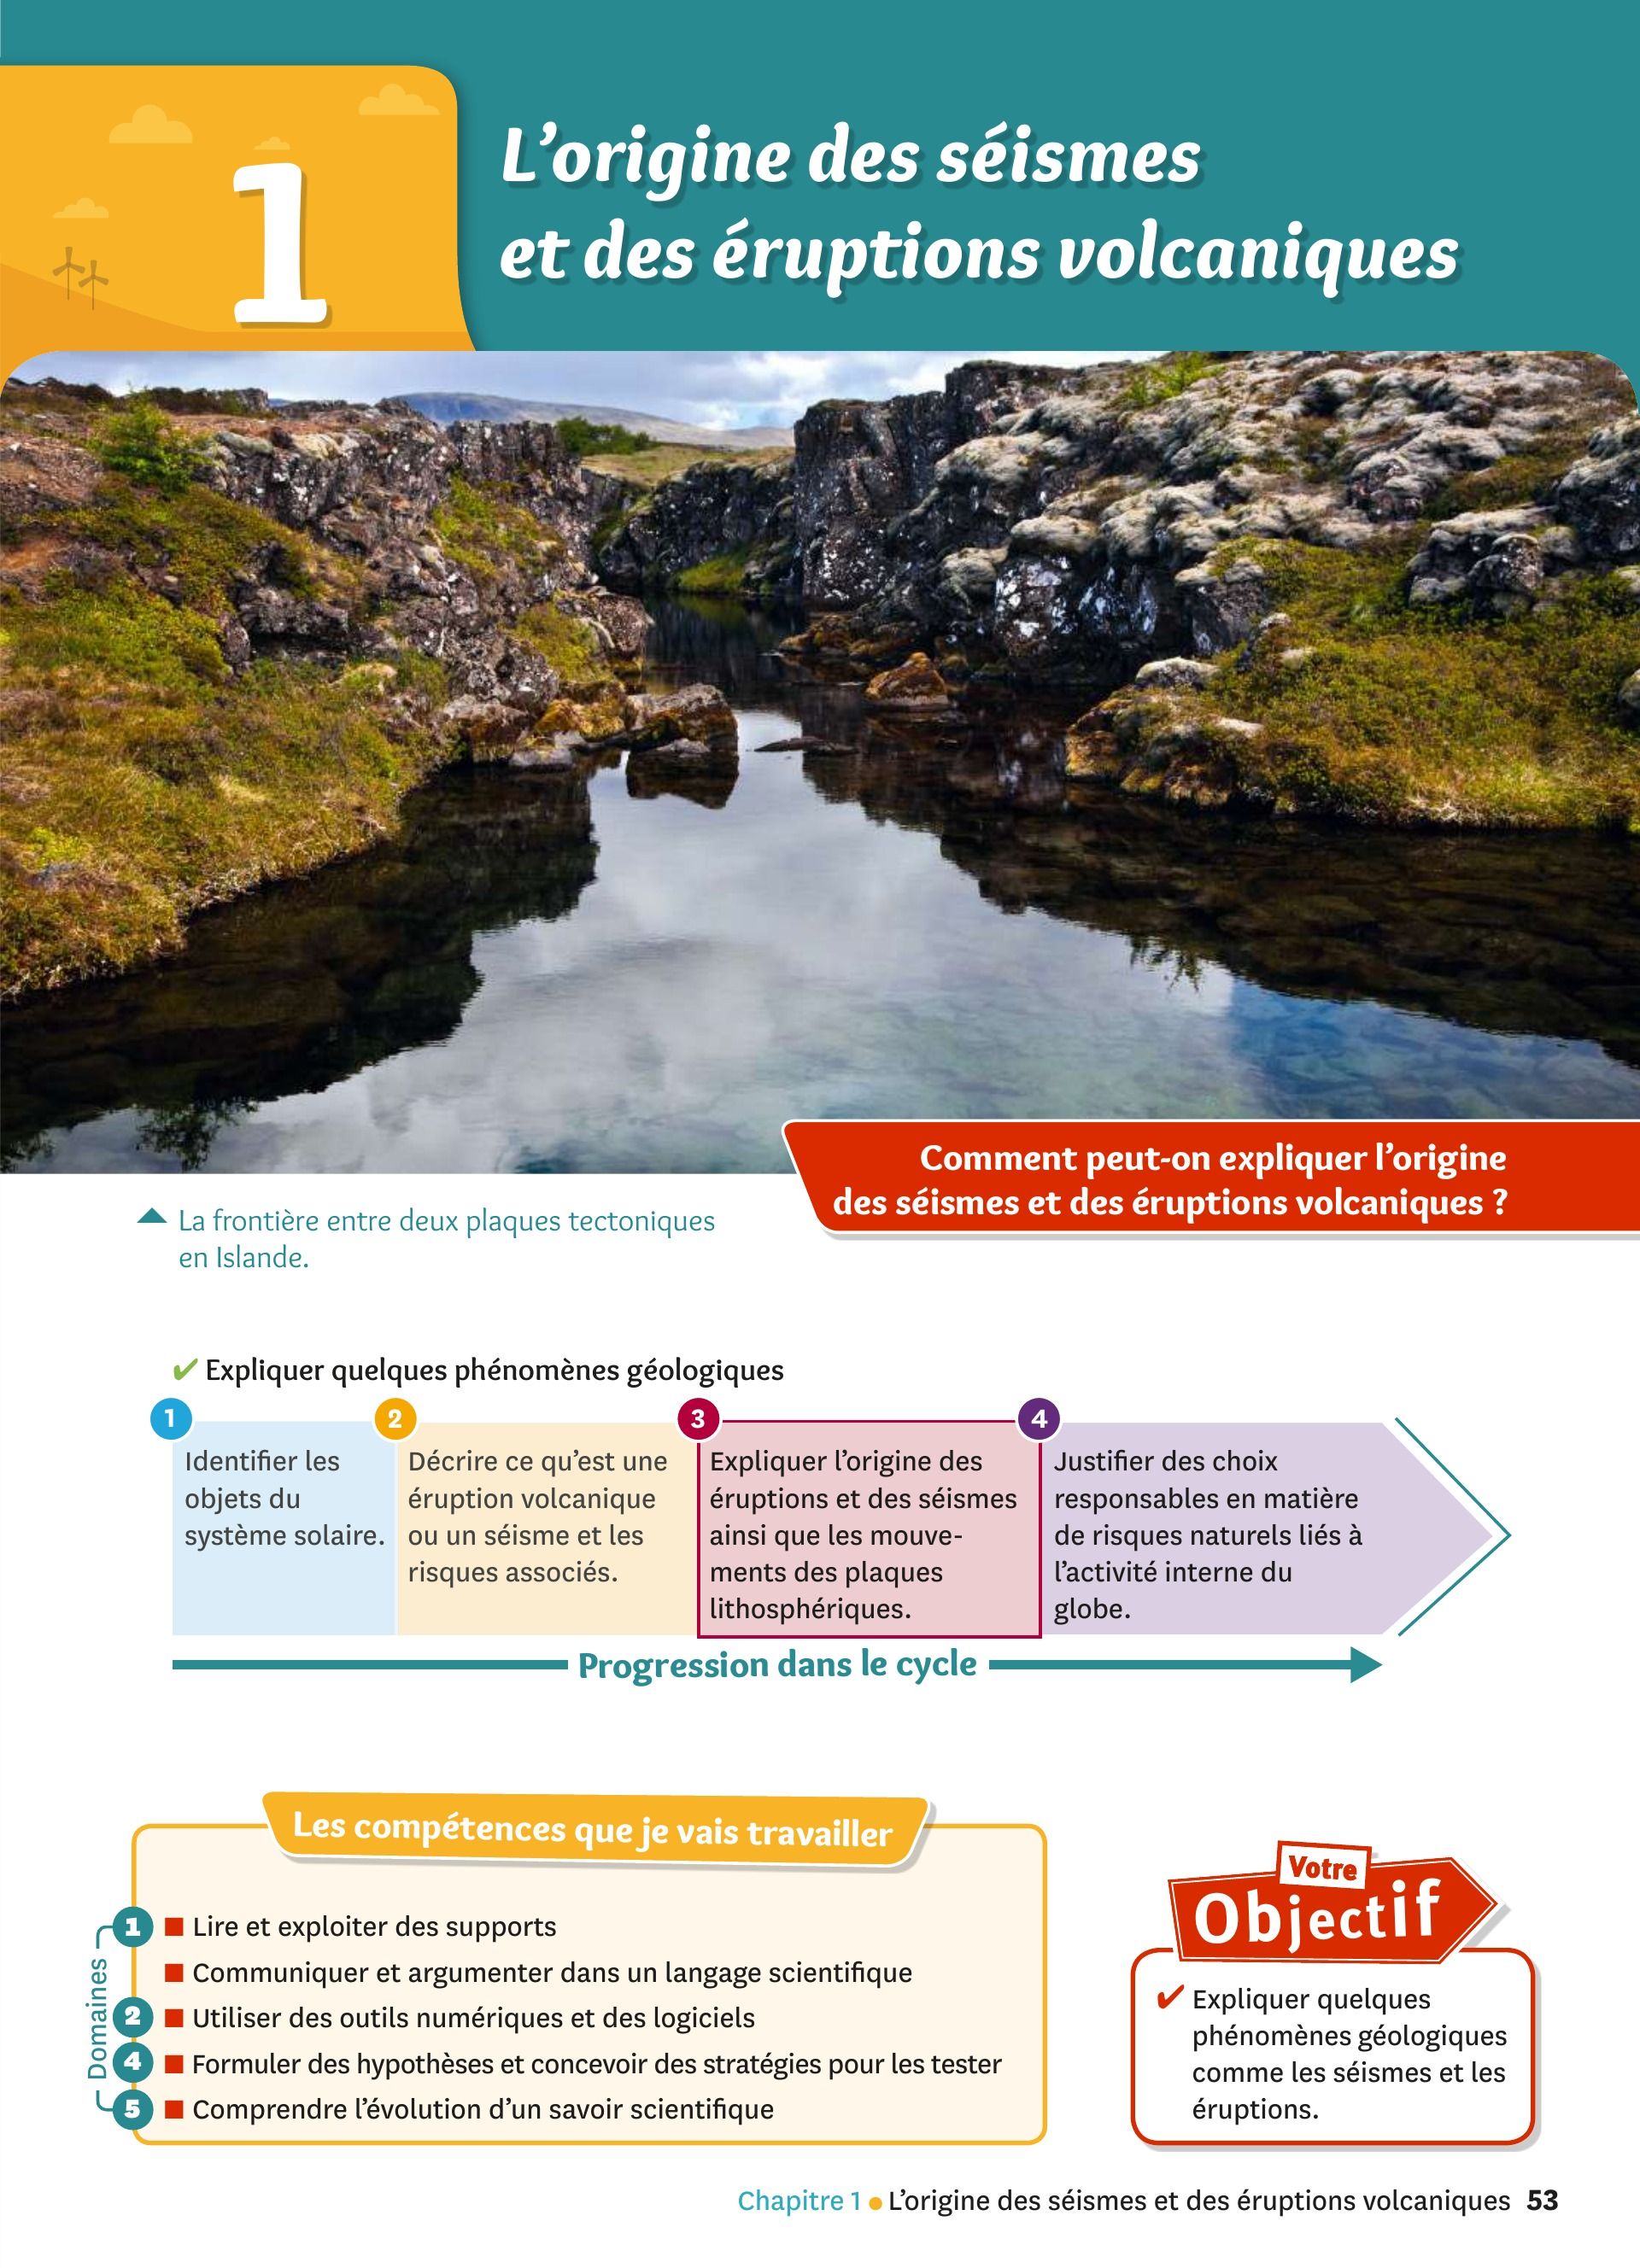 1
L’origine des séismes
et des éruptions volcaniques
Comment peut-on expliquer l’origine
des séismes et des éruptions volcaniques ?
La frontière entre deux plaques tectoniques
en Islande.
✔ Expliquer quelques phénomènes géologiques
1
Identifier les
objets du
système solaire.
2
Décrire ce qu’est une
éruption volcanique
ou un séisme et les
risques associés.
3
Expliquer l’origine des
éruptions et des séismes
ainsi que les mouve-
ments des plaques
lithosphériques.
4
Justifier des choix
responsables en matière
de risques naturels liés à
l’activité interne du
globe.
Progression dans le cycle
Les compétences que je vais travailler
Domaines
1 ■ Lire et exploiter des supports
■ Communiquer et argumenter dans un langage scientifique
2 ■ Utiliser des outils numériques et des logiciels
4 ■ Formuler des hypothèses et concevoir des stratégies pour les tester
5 ■ Comprendre l’évolution d’un savoir scientifique
Votre
Objectif
✔ Expliquer quelques
phénomènes géologiques
comme les séismes et les
éruptions.
Chapitre 1 ● L’origine des séismes et des éruptions volcaniques 53